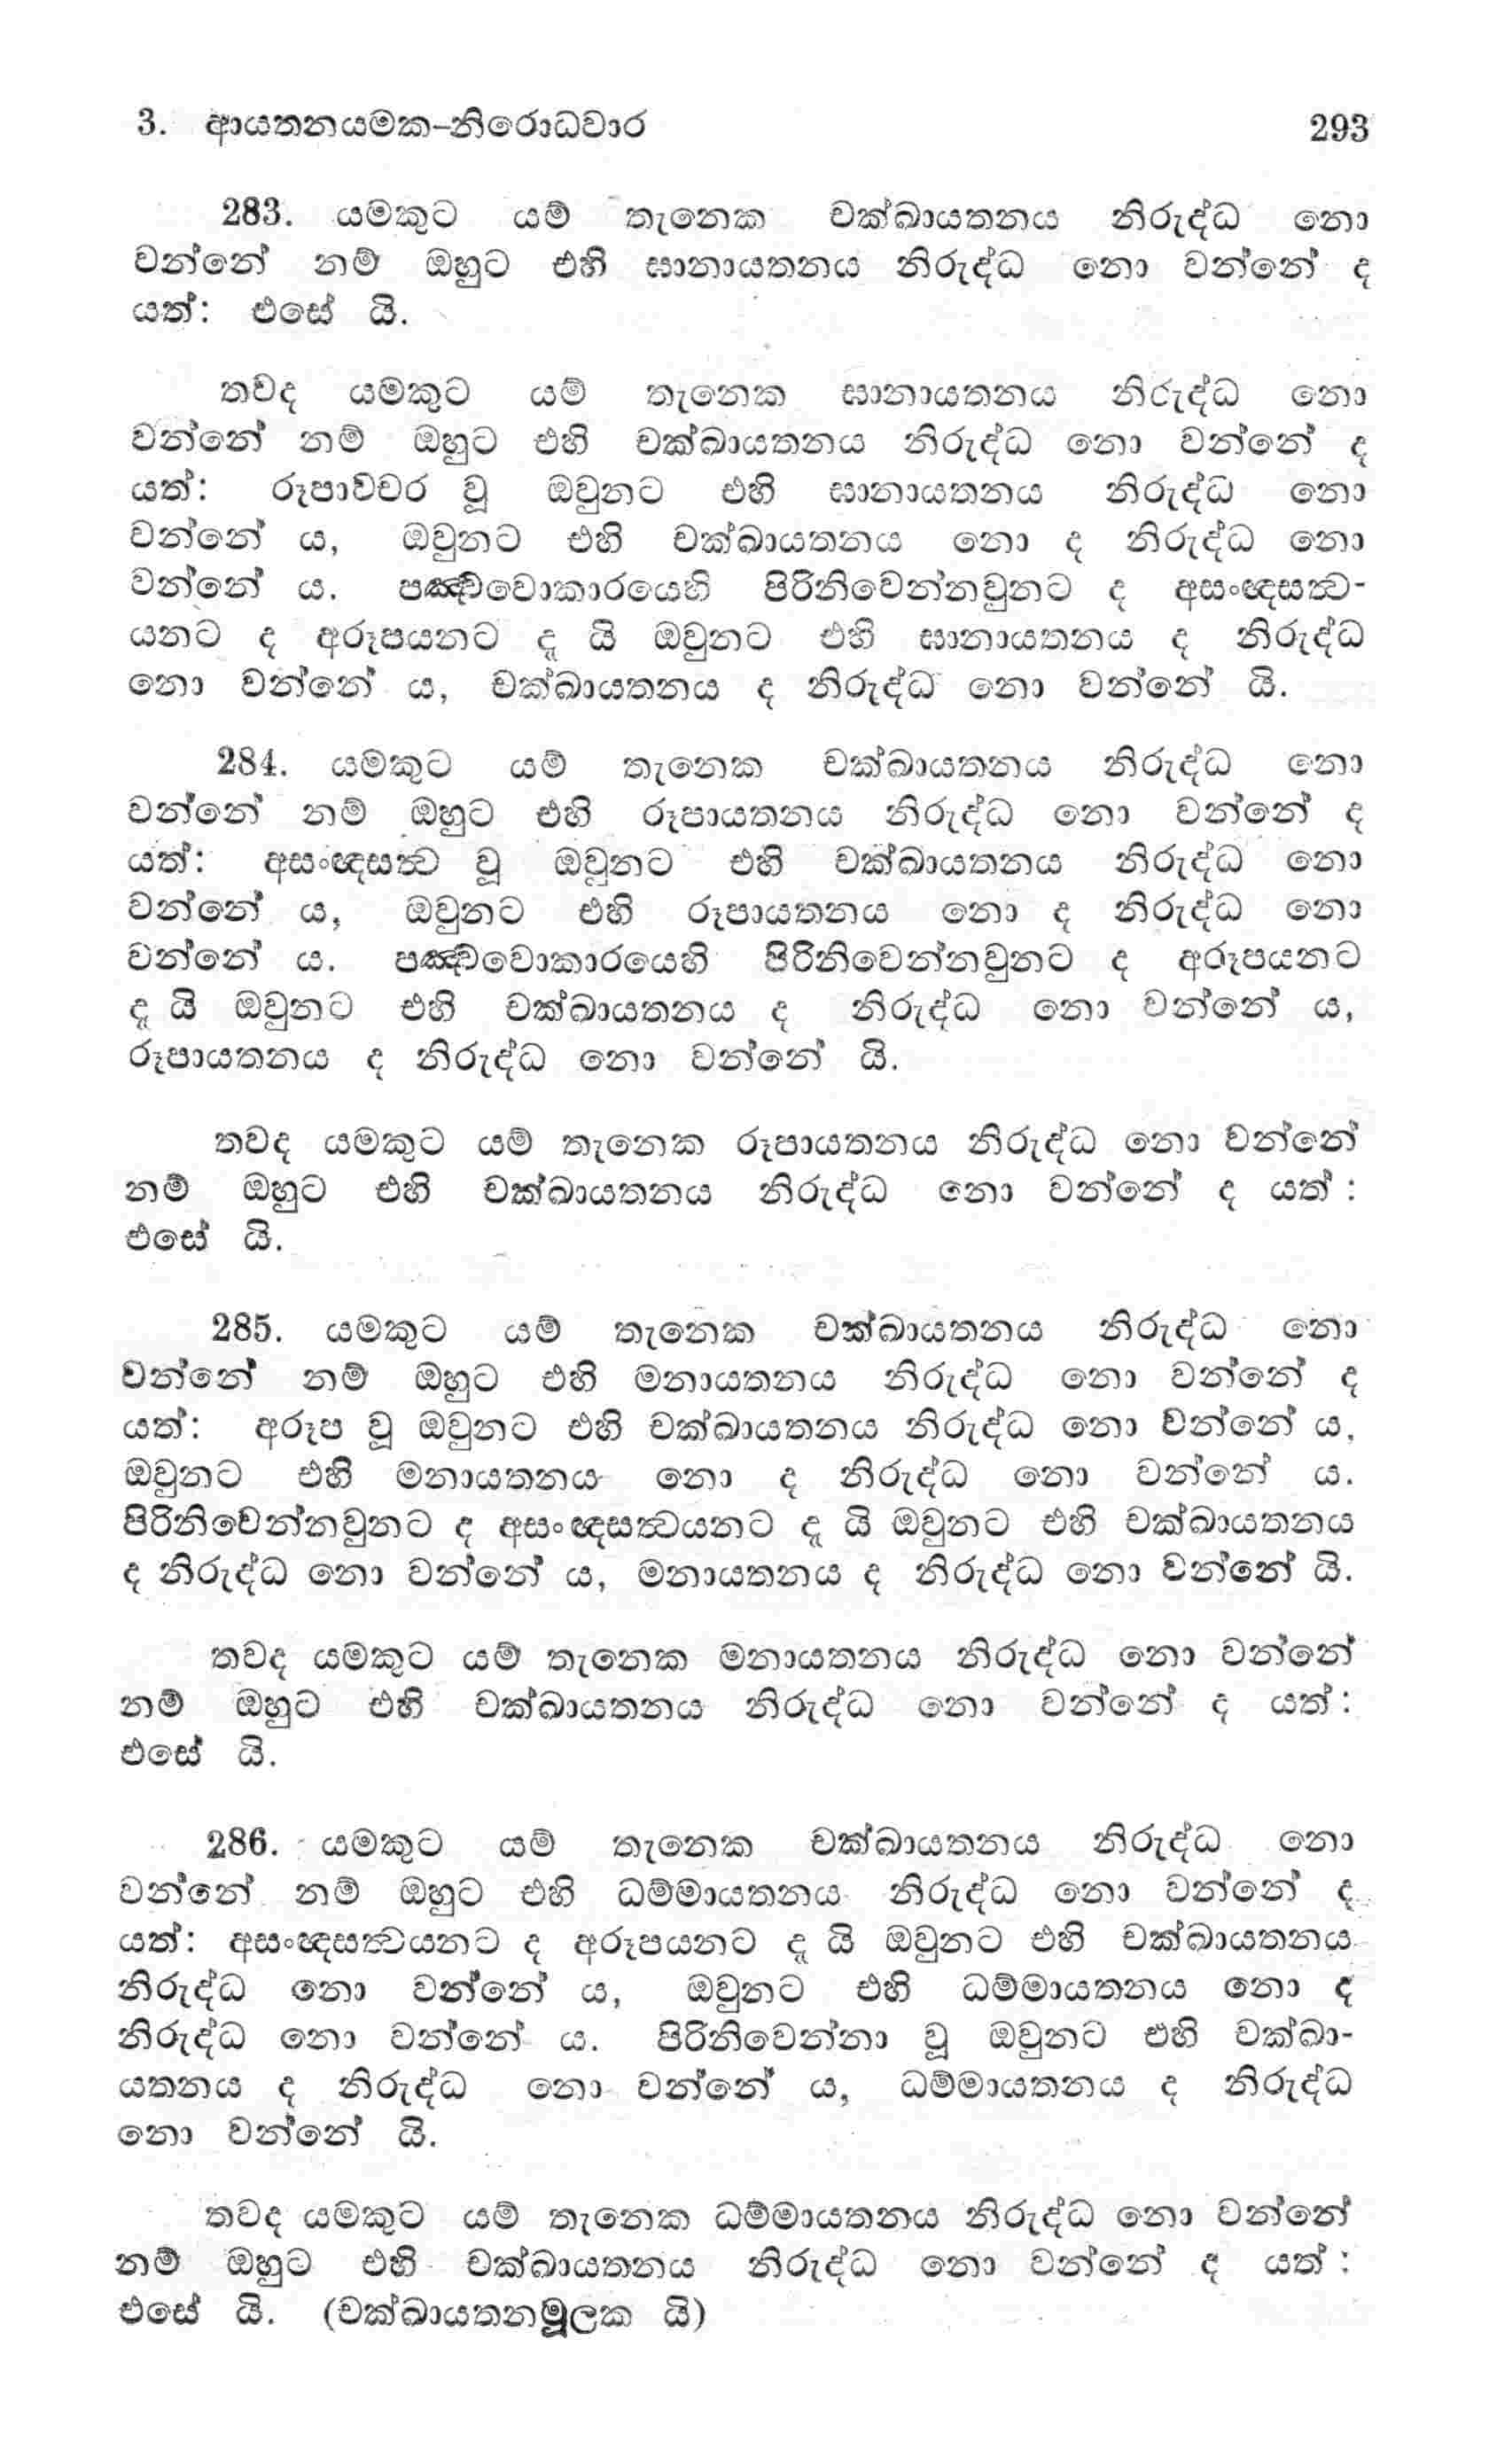 3. ආයතනයමක–නිරොධවාර 293
283. යමකුට යම් තැනෙක චක්ඛායතනය නිරුද්ධ නො
වන්නේ නම් ඔහුට එහි ඝානායතනය නිරුද්ධ නො වන්නේ ද
යත්: එසේ යි.
තවද යමකුට යම් තැනෙක ඝානායතනය නිරුද්ධ නො
වන්නේ නම් ඔහුට එහි චක්ඛායතනය නිරුද්ධ නො වන්නේ ද
යත්: රූපාවචර වූ ඔවුනට එහි ඝානායතනය නිරුද්ධ නො
වන්නේ ය, ඔවුනට එහි චක්ඛායතනය නො ද නිරුද්ධ නො
වන්නේ ය. පඤ්චවොකාරයෙහි පිරිනිවෙන්නවුනට ද අසංඥසත්‍ව-
යනට ද අරූපයනට දැ යි ඔවුනට එහි ඝානායතනය ද නිරුද්ධ
නො වන්නේ ය, චක්ඛායතනය ද නිරුද්ධ නො වන්නේ යි.
284. යමකුට යම් තැනෙක චක්ඛායතනය නිරුද්ධ නො
වන්නේ නම් ඔහුට එහි රූපායතනය නිරුද්ධ නො වන්නේ ද
යත්: අසංඥසත්‍ව වූ ඔවුනට එහි චක්ඛායතනය නිරුද්ධ නො
වන්නේ ය, ඔවුනට එහි රූපායතනය නො ද නිරුද්ධ නො
වන්නේ ය. පඤ්චවොකාරයෙහි පිරිනිවෙන්නවුනට ද අරූපයනට
දැ යි ඔවුනට එහි චක්ඛායතනය ද නිරුද්ධ නො වන්නේ ය,
රූපායතනය ද නිරුද්ධ නො වන්නේ යි.
තවද යමකුට යම් තැනෙක රූපායතනය නිරුද්ධ නො වන්නේ
නම් ඔහුට එහි චක්ඛායතනය නිරුද්ධ නො වන්නේ ද යත් :
එසේ යි.
285. යමකුට යම් තැනෙක චක්ඛායතනය නිරුද්ධ නො
වන්නේ නම් ඔහුට එහි මනායතනය නිරුද්ධ නො වන්නේ ද
යත්: අරූප වූ ඔවුනට එහි චක්ඛායතනය නිරුද්ධ නො වන්නේ ය,
ඔවුනට එහි මනායතනය නො ද නිරුද්ධ නො වන්නේ ය.
පිරිනිවෙන්නවුනට ද අසංඥසත්‍වයනට දැ යි ඔවුනට එහි චක්ඛායතනය
ද නිරුද්ධ නො වන්නේ ය, මනායතනය ද නිරුද්ධ නො වන්නේ යි.
තවද යමකුට යම් තැනෙක මනායතනය නිරුද්ධ නො වන්නේ
නම් ඔහුට එහි චක්ඛායතනය නිරුද්ධ නො වන්නේ ද යත් :
එසේ යි.
286. යමකුට යම් තැනෙක චක්ඛායතනය නිරුද්ධ නො
වන්නේ නම් ඔහුට එහි ධම්මායතනය නිරුද්ධ නො වන්නේ ද
යත්: අසංඥසත්‍වයනට ද අරූපයනට දැ යි ඔවුනට එහි චක්ඛායතනය
නිරුද්ධ නො වන්නේ ය, ඔවුනට එහි ධම්මායතනය නො ද
නිරුද්ධ නො වන්නේ ය. පිරිනිවෙන්නා වූ ඔවුනට එහි චක්ඛා-
යතනය ද නිරුද්ධ නො වන්නේ ය, ධම්මායතනය ද නිරුද්ධ
නො වන්නේ යි.
තවද යමකුට යම් තැනෙක ධම්මායතනය නිරුද්ධ නො වන්නේ
නම් ඔහුට එහි චක්ඛායතනය නිරුද්ධ නො වන්නේ ද යත් :
එසේ යි. (චක්ඛායතනමූලක යි)